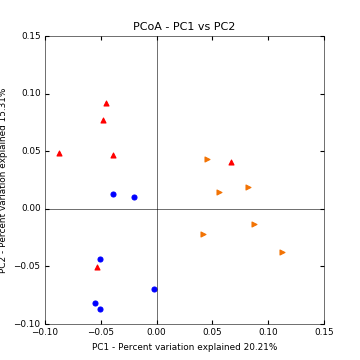 PCoA - PC1 vs PC2
0.15
0.10
0.05
0.00
−0.05
−0.10
PC2 - Percent variation explained 15.31%
−0.10 −0.05 0.00 0.05 0.10 0.15
PC1 - Percent variation explained 20.21%